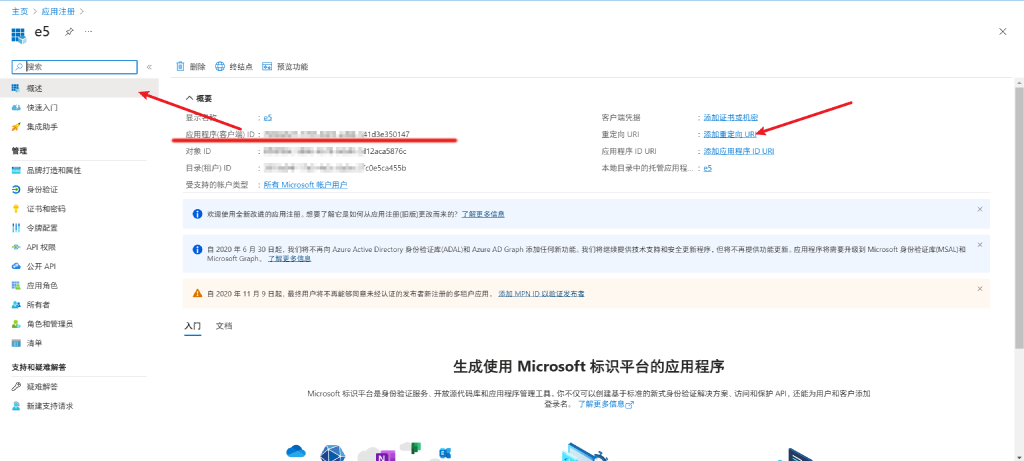 主页 > 应用注册 >
e5 ...
搜索 «
概述
快速入门
集成助手
管理
品牌打造和属性
身份验证
证书和密码
令牌配置
API 权限
公开 API
应用角色
所有者
角色和管理员
清单
支持和疑难解答
疑难解答
新建支持请求
删除 终结点 预览功能
概要
显示名称 : e5
应用程序(客户端) ID : 41d3e350147
对象 ID : 12aca5876c
目录(租户) ID : c0e5ca455b
受支持的帐户类型 : 所有 Microsoft 帐户用户
客户端凭据 : 添加证书或机密
重定向 URI : 添加重定向 URI
应用程序 ID URI : 添加应用程序 ID URI
本地目录中的托管应用程... : e5
欢迎使用全新改进的应用注册。想要了解它是如何从应用注册(旧版)更改而来的? 了解更多信息
自 2020 年 6 月 30 日起，我们将不再向 Azure Active Directory 身份验证库(ADAL)和 Azure AD Graph 添加任何新功能。我们将继续提供技术支持和安全更新程序，但将不再提供功能更新。应用程序将需要升级到 Microsoft 身份验证库(MSAL)和
Microsoft Graph。 了解更多信息
自 2020 年 11 月 9 日起，最终用户将不再能够同意未经认证的发布者新注册的多租户应用。 添加 MPN ID 以验证发布者
入门 文档
生成使用 Microsoft 标识平台的应用程序
Microsoft 标识平台是身份验证服务、开放源代码库和应用程序管理工具。你不仅可以创建基于标准的新式身份验证解决方案、访问和保护 API，还能为用户和客户添加
登录名。 了解更多信息